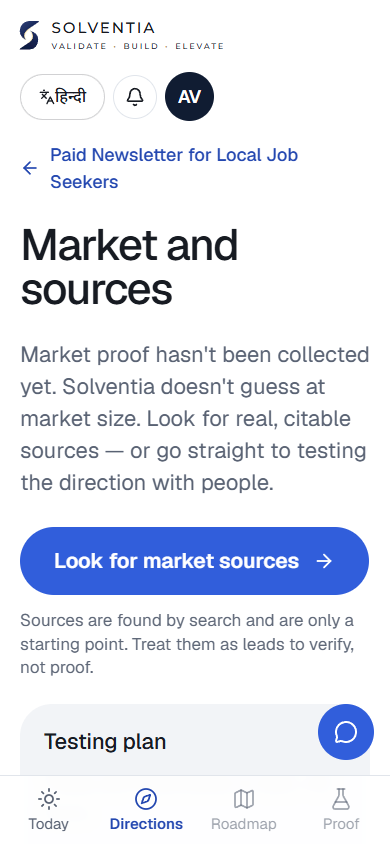 SOLVENTIA
VALIDATE · BUILD · ELEVATE
हिन्दी
AV
Paid Newsletter for Local Job
Seekers
Market and
sources
Market proof hasn't been collected
yet. Solventia doesn't guess at
market size. Look for real, citable
sources — or go straight to testing
the direction with people.
Look for market sources
Sources are found by search and are only a
starting point. Treat them as leads to verify,
not proof.
Testing plan
Today
Directions
Roadmap
Proof